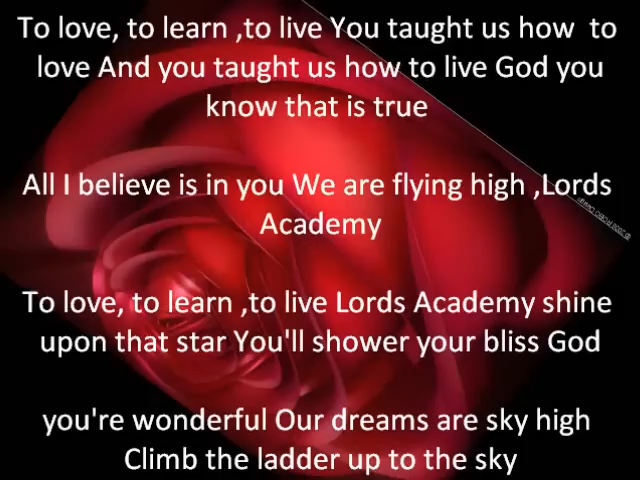 To love, to learn ,to live You taught us how  to
love And you taught us how to live God you
know that is true
All I believe is in you We are flying high ,Lords
Academy
To love, to learn ,to live Lords Academy shine
upon that star You'll shower your bliss God
you're wonderful Our dreams are sky high
Climb the ladder up to the sky